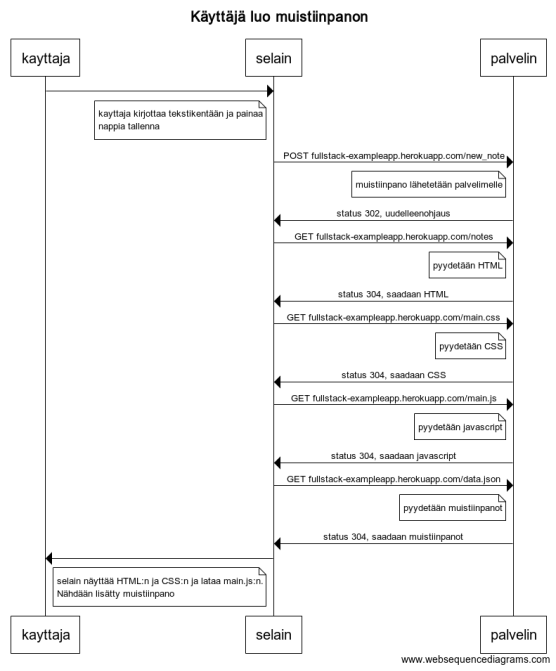 Käyttäjä luo muistiinpanon
kayttaja
selain
palvelin
kayttaja kirjottaa tekstikentään ja painaa
nappia tallenna
POST fullstack-exampleapp.herokuapp.com/new_note
muistiinpano lähetetään palvelimelle
status 302, uudelleenohjaus
GET fullstack-exampleapp.herokuapp.com/notes
pyydetään HTML
status 304, saadaan HTML
GET fullstack-exampleapp.herokuapp.com/main.css
pyydetään CSS
status 304, saadaan CSS
GET fullstack-exampleapp.herokuapp.com/main.js
pyydetään javascript
status 304, saadaan javascript
GET fullstack-exampleapp.herokuapp.com/data.json
pyydetään muistiinpanot
status 304, saadaan muistiinpanot
selain näyttää HTML:n ja CSS:n ja lataa main.js:n.
Nähdään lisätty muistiinpano
kayttaja
selain
palvelin
www.websequencediagrams.com